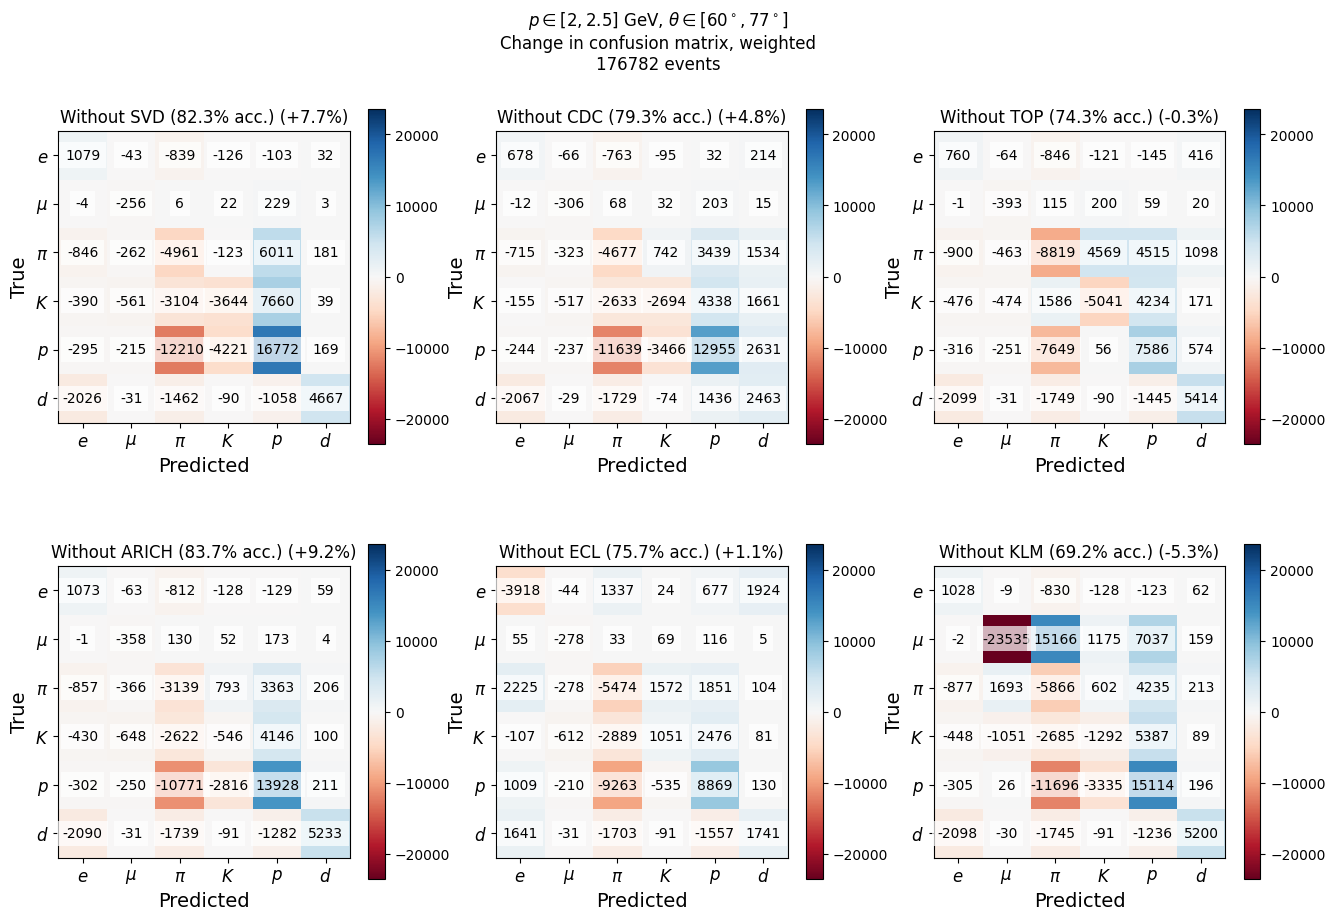 p ∈ [2, 2.5] GeV, θ ∈ [60°, 77°]
Change in confusion matrix, weighted
176782 events
Without SVD (82.3% acc.) (+7.7%)
e 1079 -43 -839 -126 -103 32
μ -4 -256 6 22 229 3
π -846 -262 -4961 -123 6011 181
K -390 -561 -3104 -3644 7660 39
p -295 -215 -12210 -4221 16772 169
d -2026 -31 -1462 -90 -1058 4667
e μ π K p d
Predicted
True
20000
10000
0
−10000
−20000
Without CDC (79.3% acc.) (+4.8%)
e 678 -66 -763 -95 32 214
μ -12 -306 68 32 203 15
π -715 -323 -4677 742 3439 1534
K -155 -517 -2633 -2694 4338 1661
p -244 -237 -11639 -3466 12955 2631
d -2067 -29 -1729 -74 1436 2463
e μ π K p d
Predicted
True
20000
10000
0
−10000
−20000
Without TOP (74.3% acc.) (-0.3%)
e 760 -64 -846 -121 -145 416
μ -1 -393 115 200 59 20
π -900 -463 -8819 4569 4515 1098
K -476 -474 1586 -5041 4234 171
p -316 -251 -7649 56 7586 574
d -2099 -31 -1749 -90 -1445 5414
e μ π K p d
Predicted
True
20000
10000
0
−10000
−20000
Without ARICH (83.7% acc.) (+9.2%)
e 1073 -63 -812 -128 -129 59
μ -1 -358 130 52 173 4
π -857 -366 -3139 793 3363 206
K -430 -648 -2622 -546 4146 100
p -302 -250 -10771 -2816 13928 211
d -2090 -31 -1739 -91 -1282 5233
e μ π K p d
Predicted
True
20000
10000
0
−10000
−20000
Without ECL (75.7% acc.) (+1.1%)
e -3918 -44 1337 24 677 1924
μ 55 -278 33 69 116 5
π 2225 -278 -5474 1572 1851 104
K -107 -612 -2889 1051 2476 81
p 1009 -210 -9263 -535 8869 130
d 1641 -31 -1703 -91 -1557 1741
e μ π K p d
Predicted
True
20000
10000
0
−10000
−20000
Without KLM (69.2% acc.) (-5.3%)
e 1028 -9 -830 -128 -123 62
μ -2 -23535 15166 1175 7037 159
π -877 1693 -5866 602 4235 213
K -448 -1051 -2685 -1292 5387 89
p -305 26 -11696 -3335 15114 196
d -2098 -30 -1745 -91 -1236 5200
e μ π K p d
Predicted
True
20000
10000
0
−10000
−20000